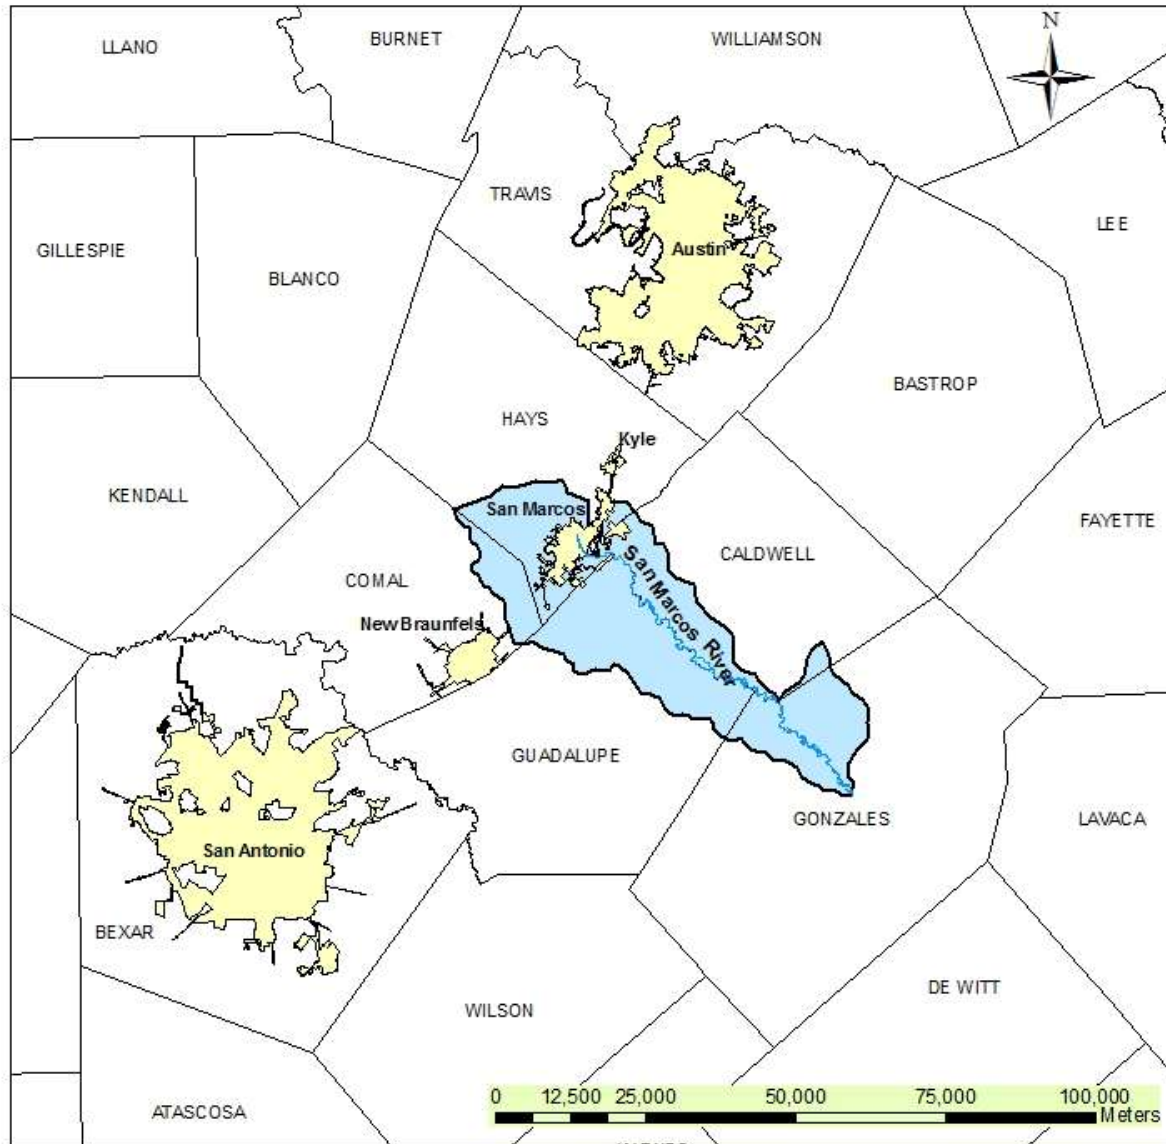 LLANO
BURNET
WILLIAMSON
N
TRAVIS
LEE
GILLESPIE
Austin
BLANCO
BASTROP
HAYS
Kyle
KENDALL
San Marcos
FAYETTE
CALDWELL
COMAL
San Marcos River
New Braunfels
GUADALUPE
GONZALES
LAVACA
San Antonio
BEXAR
DE WITT
WILSON
0 12,500 25,000 50,000 75,000 100,000
Meters
ATASCOSA